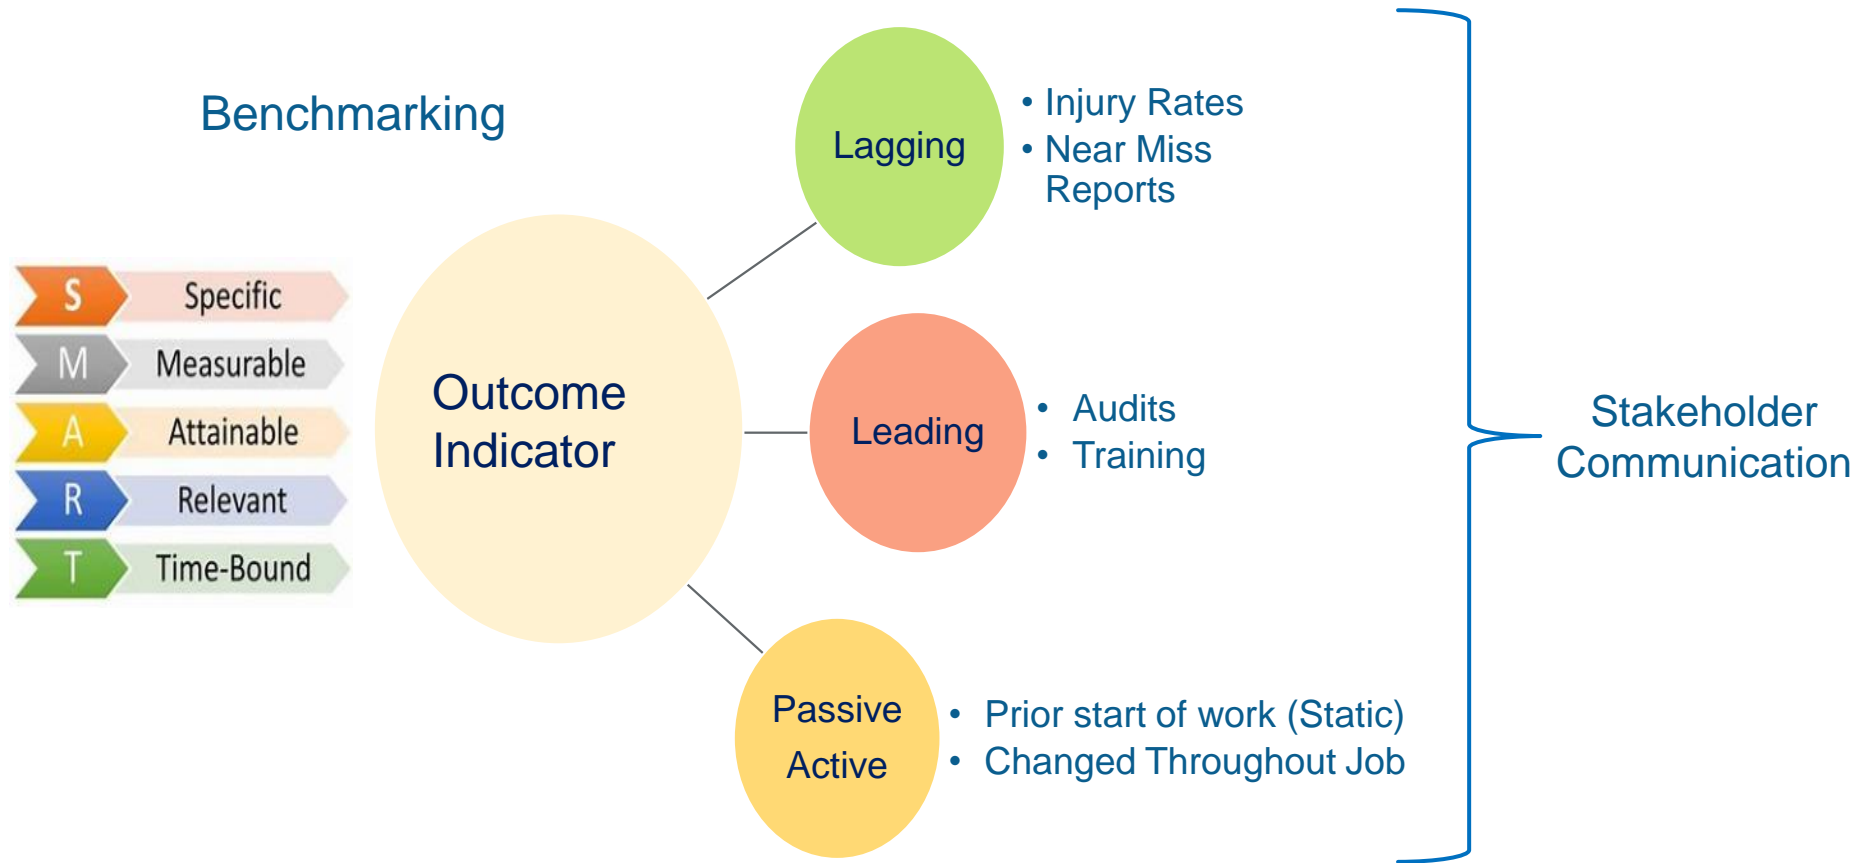 Benchmarking
S Specific
M Measurable
A Attainable
R Relevant
T Time-Bound
Outcome
Indicator
Lagging
• Injury Rates
• Near Miss
Reports
Leading
• Audits
• Training
Passive
Active
• Prior start of work (Static)
• Changed Throughout Job
Stakeholder
Communication